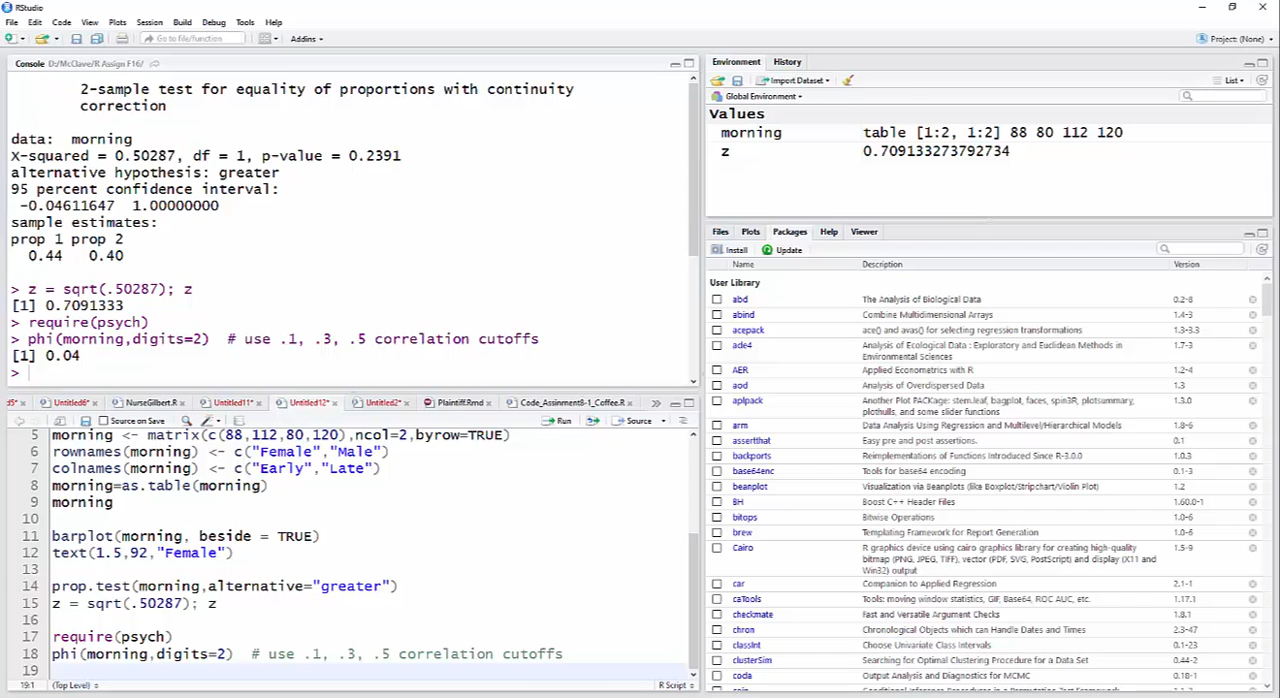 RStudio
File Edit Code View Plots Session Build Debug Tools Help
Go to file/function Addins Project: (None)
Console D:/McClave/R Assign F16/
2-sample test for equality of proportions with continuity
correction
data: morning
X-squared = 0.50287, df = 1, p-value = 0.2391
alternative hypothesis: greater
95 percent confidence interval:
-0.04611647 1.00000000
sample estimates:
prop 1 prop 2
0.44 0.40
> z = sqrt(.50287); z
[1] 0.7091333
> require(psych)
> phi(morning,digits=2) # use .1, .3, .5 correlation cutoffs
[1] 0.04
>
d5* Untitled6* NurseGilbert.R Untitled11* Untitled12* Untitled2* Plaintiff.Rmd Code_Assinment8-1_Coffee.R
Source on Save Run Source
5 morning <- matrix(c(88,112,80,120),ncol=2,byrow=TRUE)
6 rownames(morning) <- c("Female","Male")
7 colnames(morning) <- c("Early","Late")
8 morning=as.table(morning)
9 morning
10
11 barplot(morning, beside = TRUE)
12 text(1.5,92,"Female")
13
14 prop.test(morning,alternative="greater")
15 z = sqrt(.50287); z
16
17 require(psych)
18 phi(morning,digits=2) # use .1, .3, .5 correlation cutoffs
19
19:1 (Top Level) R Script
Environment History
Import Dataset List
Global Environment
Values
morning table [1:2, 1:2] 88 80 112 120
z 0.709133273792734
Files Plots Packages Help Viewer
Install Update
Name Description Version
User Library
abd The Analysis of Biological Data 0.2-8
abind Combine Multidimensional Arrays 1.4-3
acepack ace() and avas() for selecting regression transformations 1.3-3.3
ade4 Analysis of Ecological Data : Exploratory and Euclidean Methods in 1.7-3
Environmental Sciences
AER Applied Econometrics with R 1.2-4
aod Analysis of Overdispersed Data 1.3
aplpack Another Plot PACKage: stem.leaf, bagplot, faces, spin3R, plotsummary, 1.3.0
plothulls, and some slider functions
arm Data Analysis Using Regression and Multilevel/Hierarchical Models 1.8-6
assertthat Easy pre and post assertions. 0.1
backports Reimplementations of Functions Introduced Since R-3.0.0 1.0.3
base64enc Tools for base64 encoding 0.1-3
beanplot Visualization via Beanplots (like Boxplot/Stripchart/Violin Plot) 1.2
BH Boost C++ Header Files 1.60.0-1
bitops Bitwise Operations 1.0-6
brew Templating Framework for Report Generation 1.0-6
Cairo R graphics device using cairo graphics library for creating high-quality 1.5-9
bitmap (PNG, JPEG, TIFF), vector (PDF, SVG, PostScript) and display (X11 and
Win32) output
car Companion to Applied Regression 2.1-1
caTools Tools: moving window statistics, GIF, Base64, ROC AUC, etc. 1.17.1
checkmate Fast and Versatile Argument Checks 1.8.1
chron Chronological Objects which can Handle Dates and Times 2.3-47
classInt Choose Univariate Class Intervals 0.1-23
clusterSim Searching for Optimal Clustering Procedure for a Data Set 0.44-2
coda Output Analysis and Diagnostics for MCMC 0.18-1